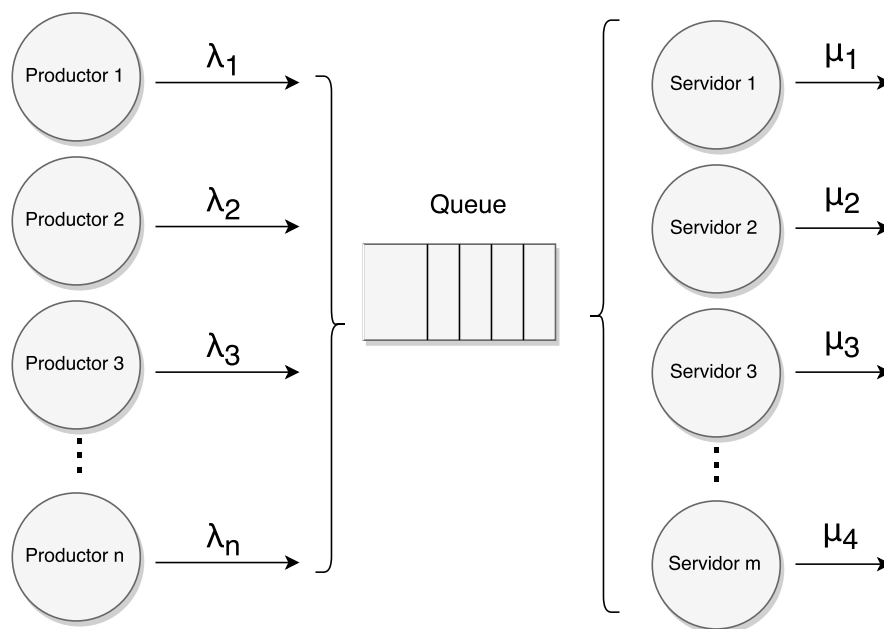 Productor 1
λ1
Productor 2
λ2
Productor 3
λ3
Productor n
λn
Queue
Servidor 1
μ1
Servidor 2
μ2
Servidor 3
μ3
Servidor m
μ4